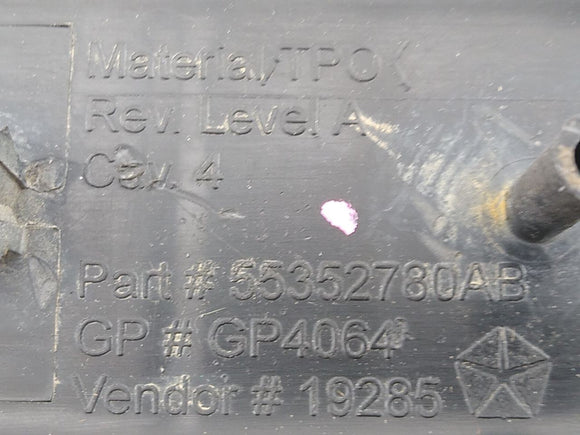 Material TPO
Rev. Level A
Cav. 4
Part # 55352780AB
GP # GP4064
Vendor # 19285